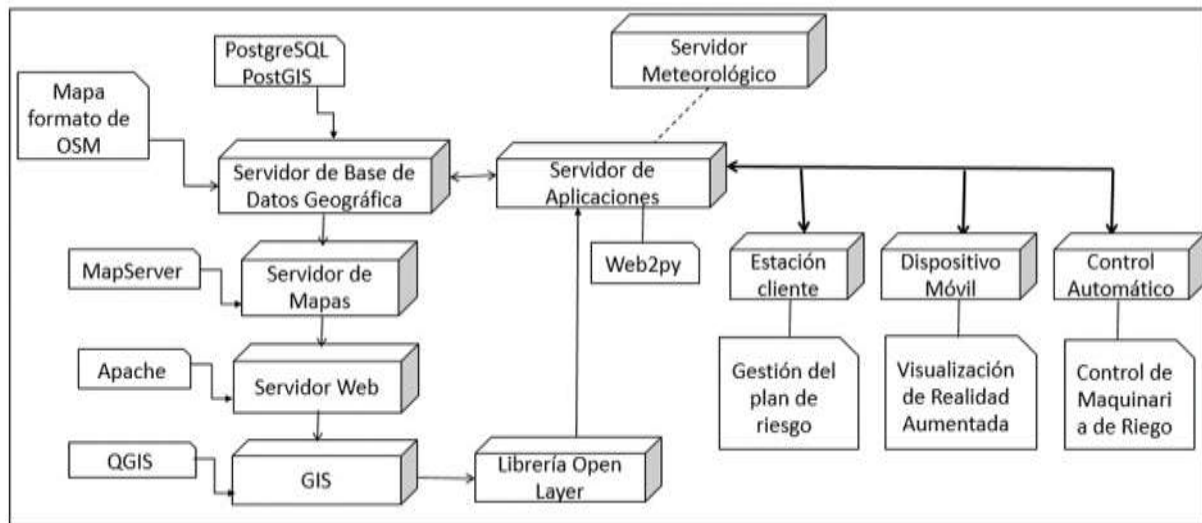 PostgreSQL
PostGIS
Servidor
Meteorológico
Mapa
formato de
OSM
Servidor de Base de
Datos Geográfica
Servidor de
Aplicaciones
MapServer
Servidor de
Mapas
Web2py
Estación
cliente
Dispositivo
Móvil
Control
Automático
Apache
Servidor Web
Gestión del
plan de
riesgo
Visualización
de Realidad
Aumentada
Control de
Maquinari
a de Riego
QGIS
GIS
Librería Open
Layer